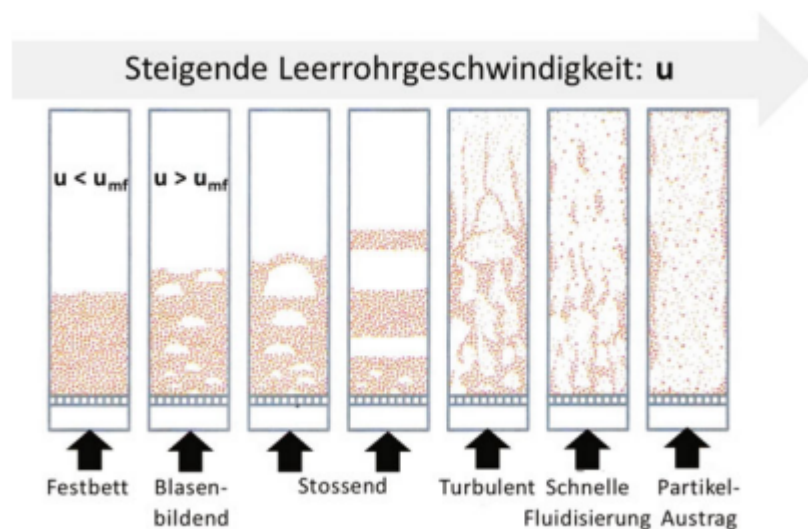 Steigende Leerrohrgeschwindigkeit: u
u < umf
u > umf
Festbett
Blasen-
bildend
Stossend
Turbulent
Schnelle
Fluidisierung
Partikel-
Austrag